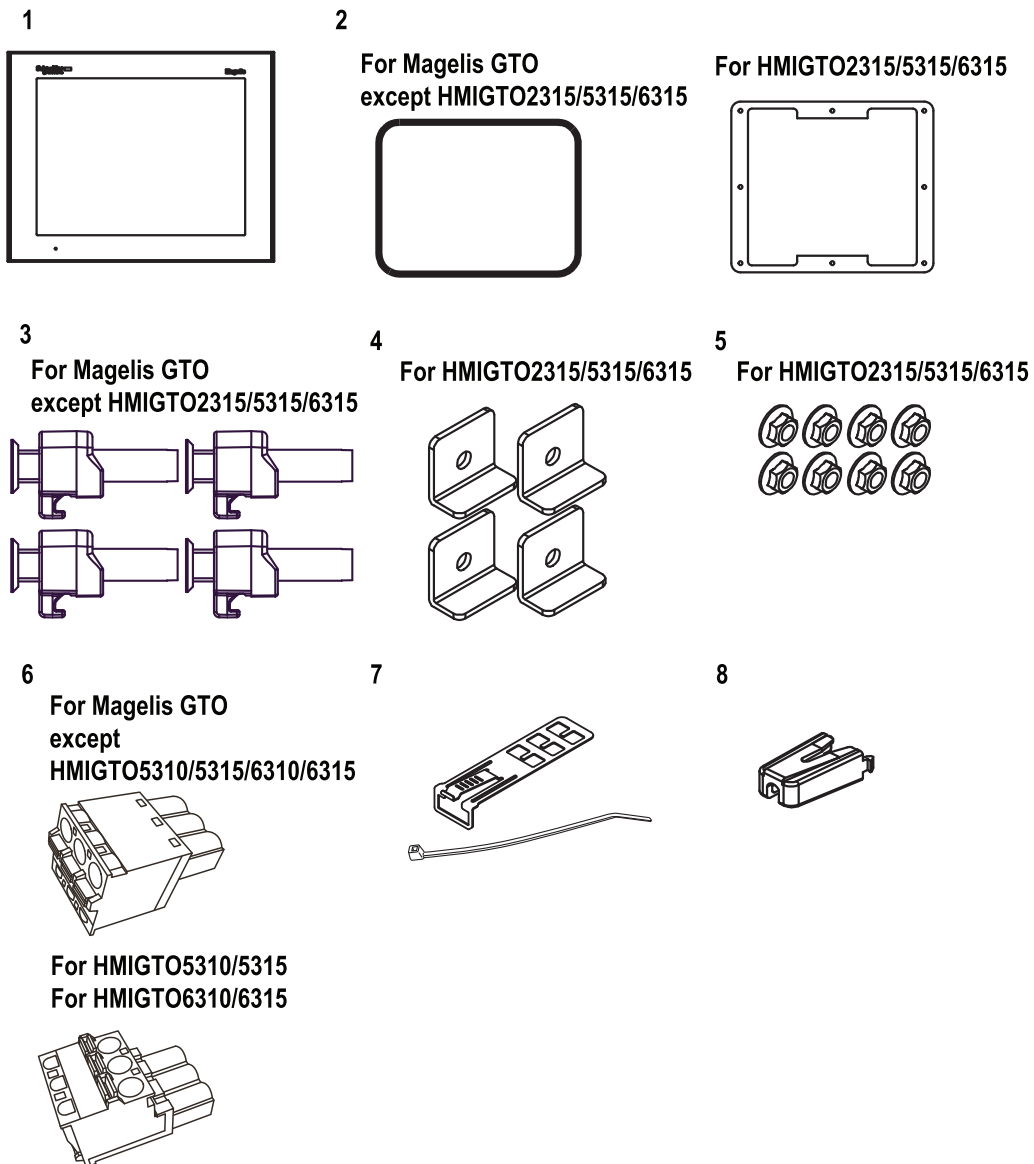 1
2
For Magelis GTO
except HMIGTO2315/5315/6315
For HMIGTO2315/5315/6315
Magelis
3
For Magelis GTO
except HMIGTO2315/5315/6315
4
For HMIGTO2315/5315/6315
5
For HMIGTO2315/5315/6315
6
For Magelis GTO
except
HMIGTO5310/5315/6310/6315
For HMIGTO5310/5315
For HMIGTO6310/6315
7
8